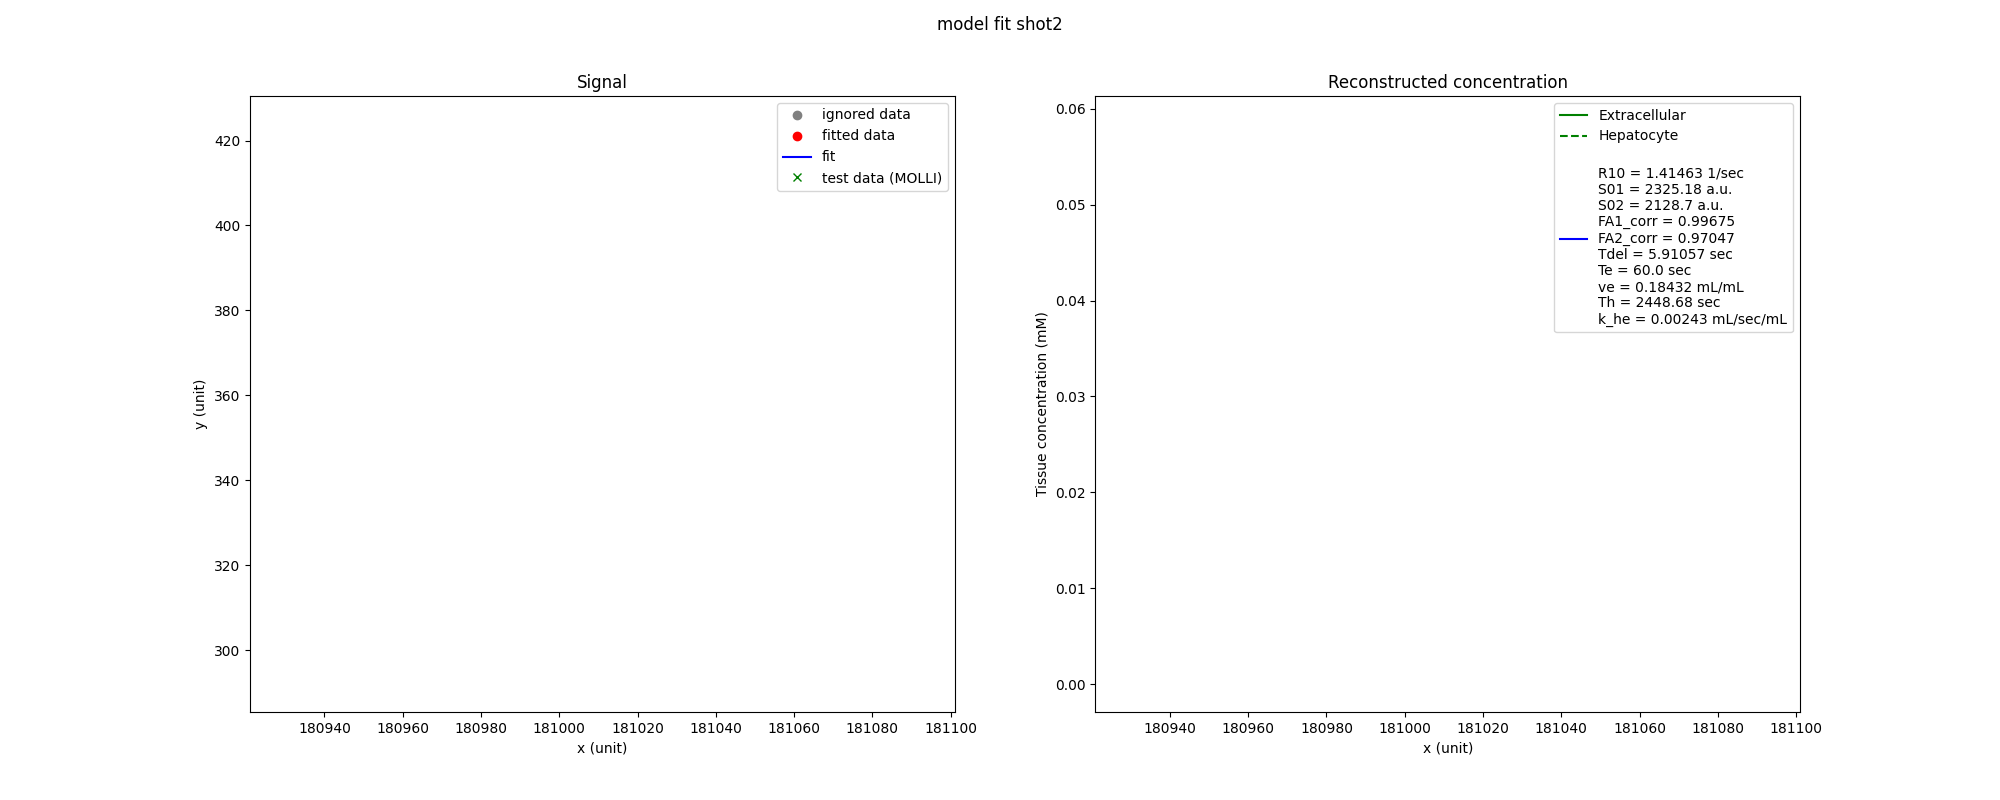 model fit shot2
Signal
ignored data
fitted data
fit
test data (MOLLI)
y (unit)
420
400
380
360
340
320
300
180940 180960 180980 181000 181020 181040 181060 181080 181100
x (unit)
Reconstructed concentration
Extracellular
Hepatocyte
R10 = 1.41463 1/sec
S01 = 2325.18 a.u.
S02 = 2128.7 a.u.
FA1_corr = 0.99675
FA2_corr = 0.97047
Tdel = 5.91057 sec
Te = 60.0 sec
ve = 0.18432 mL/mL
Th = 2448.68 sec
k_he = 0.00243 mL/sec/mL
Tissue concentration (mM)
0.06
0.05
0.04
0.03
0.02
0.01
0.00
180940 180960 180980 181000 181020 181040 181060 181080 181100
x (unit)